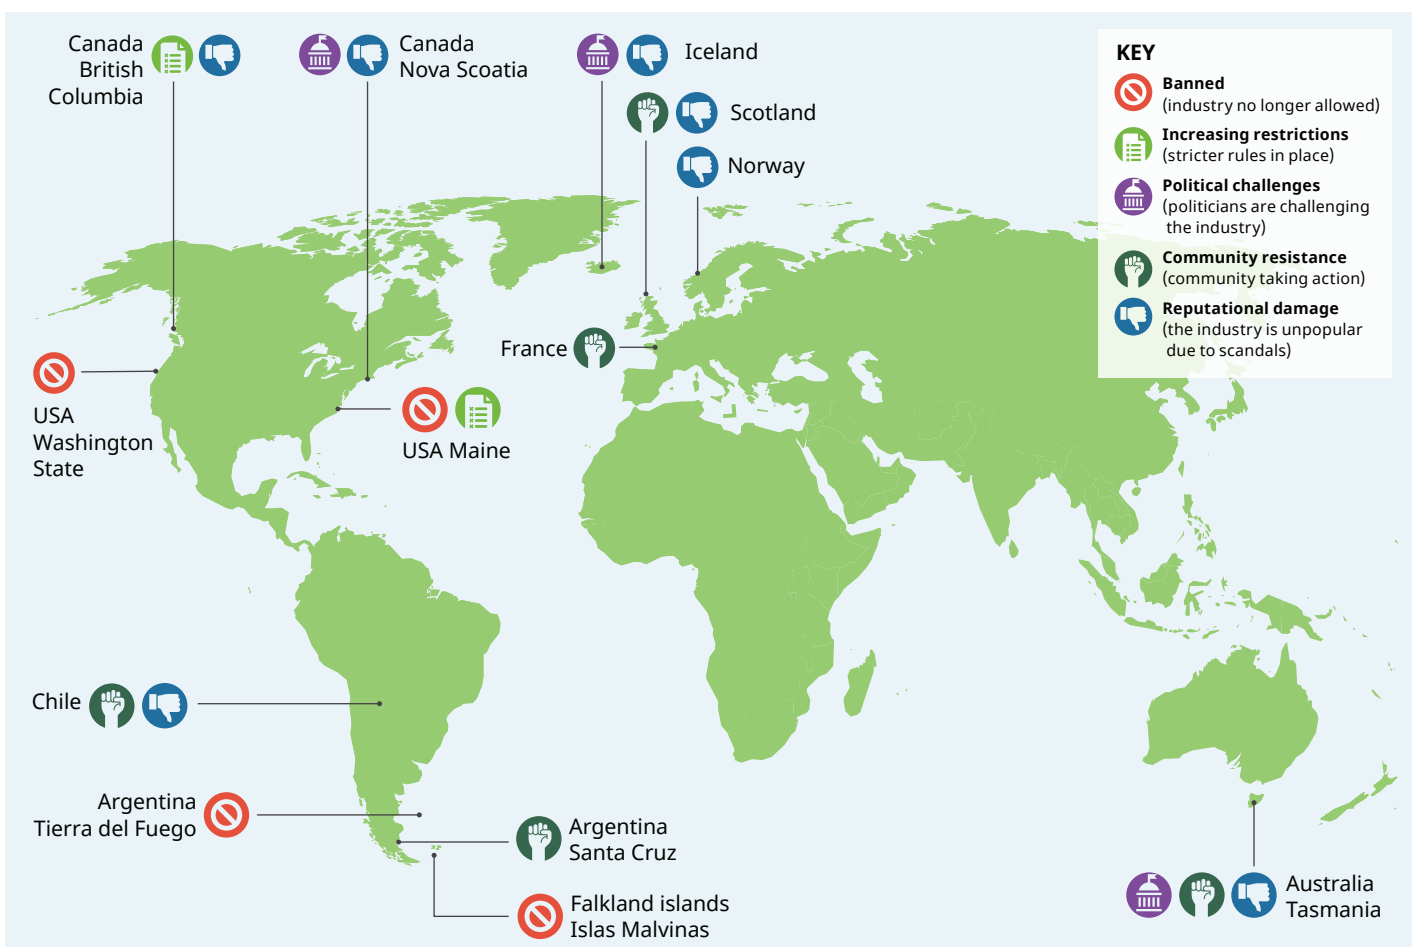 Canada
British
Columbia
Canada
Nova Scoatia
Iceland
Scotland
Norway
KEY
Banned
(industry no longer allowed)
Increasing restrictions
(stricter rules in place)
Political challenges
(politicians are challenging
the industry)
Community resistance
(community taking action)
Reputational damage
(the industry is unpopular
due to scandals)
France
USA
Washington
State
USA Maine
Chile
Argentina
Tierra del Fuego
Argentina
Santa Cruz
Falkland islands
Islas Malvinas
Australia
Tasmania